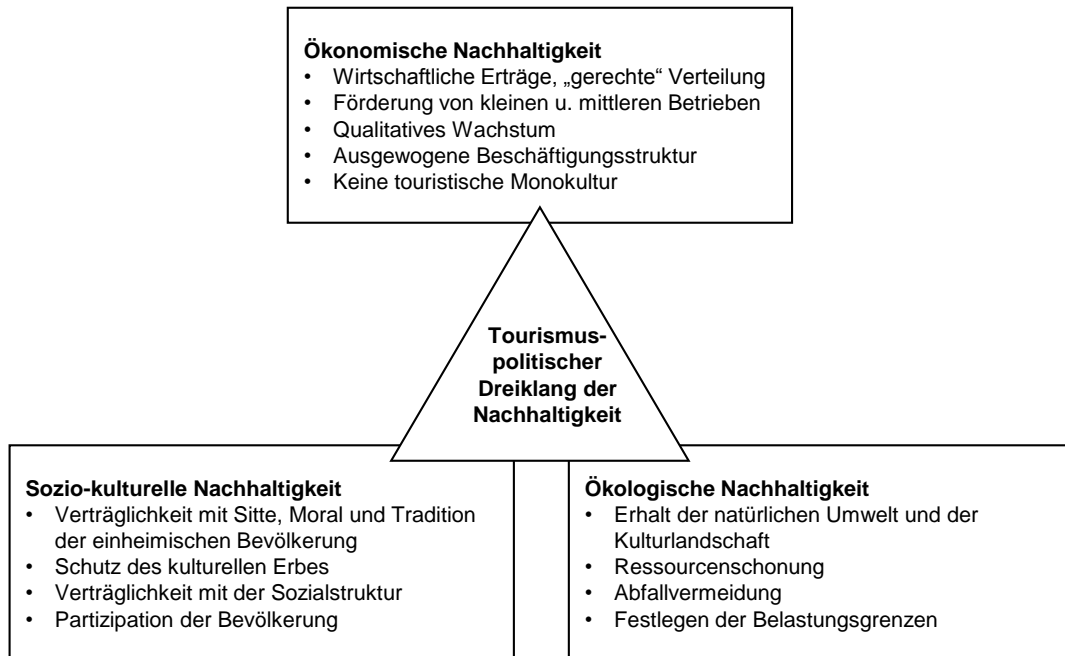 Ökonomische Nachhaltigkeit
• Wirtschaftliche Erträge, „gerechte“ Verteilung
• Förderung von kleinen u. mittleren Betrieben
• Qualitatives Wachstum
• Ausgewogene Beschäftigungsstruktur
• Keine touristische Monokultur
Tourismus-
politischer
Dreiklang der
Nachhaltigkeit
Sozio-kulturelle Nachhaltigkeit
• Verträglichkeit mit Sitte, Moral und Tradition
der einheimischen Bevölkerung
• Schutz des kulturellen Erbes
• Verträglichkeit mit der Sozialstruktur
• Partizipation der Bevölkerung
Ökologische Nachhaltigkeit
• Erhalt der natürlichen Umwelt und der
Kulturlandschaft
• Ressourcenschonung
• Abfallvermeidung
• Festlegen der Belastungsgrenzen